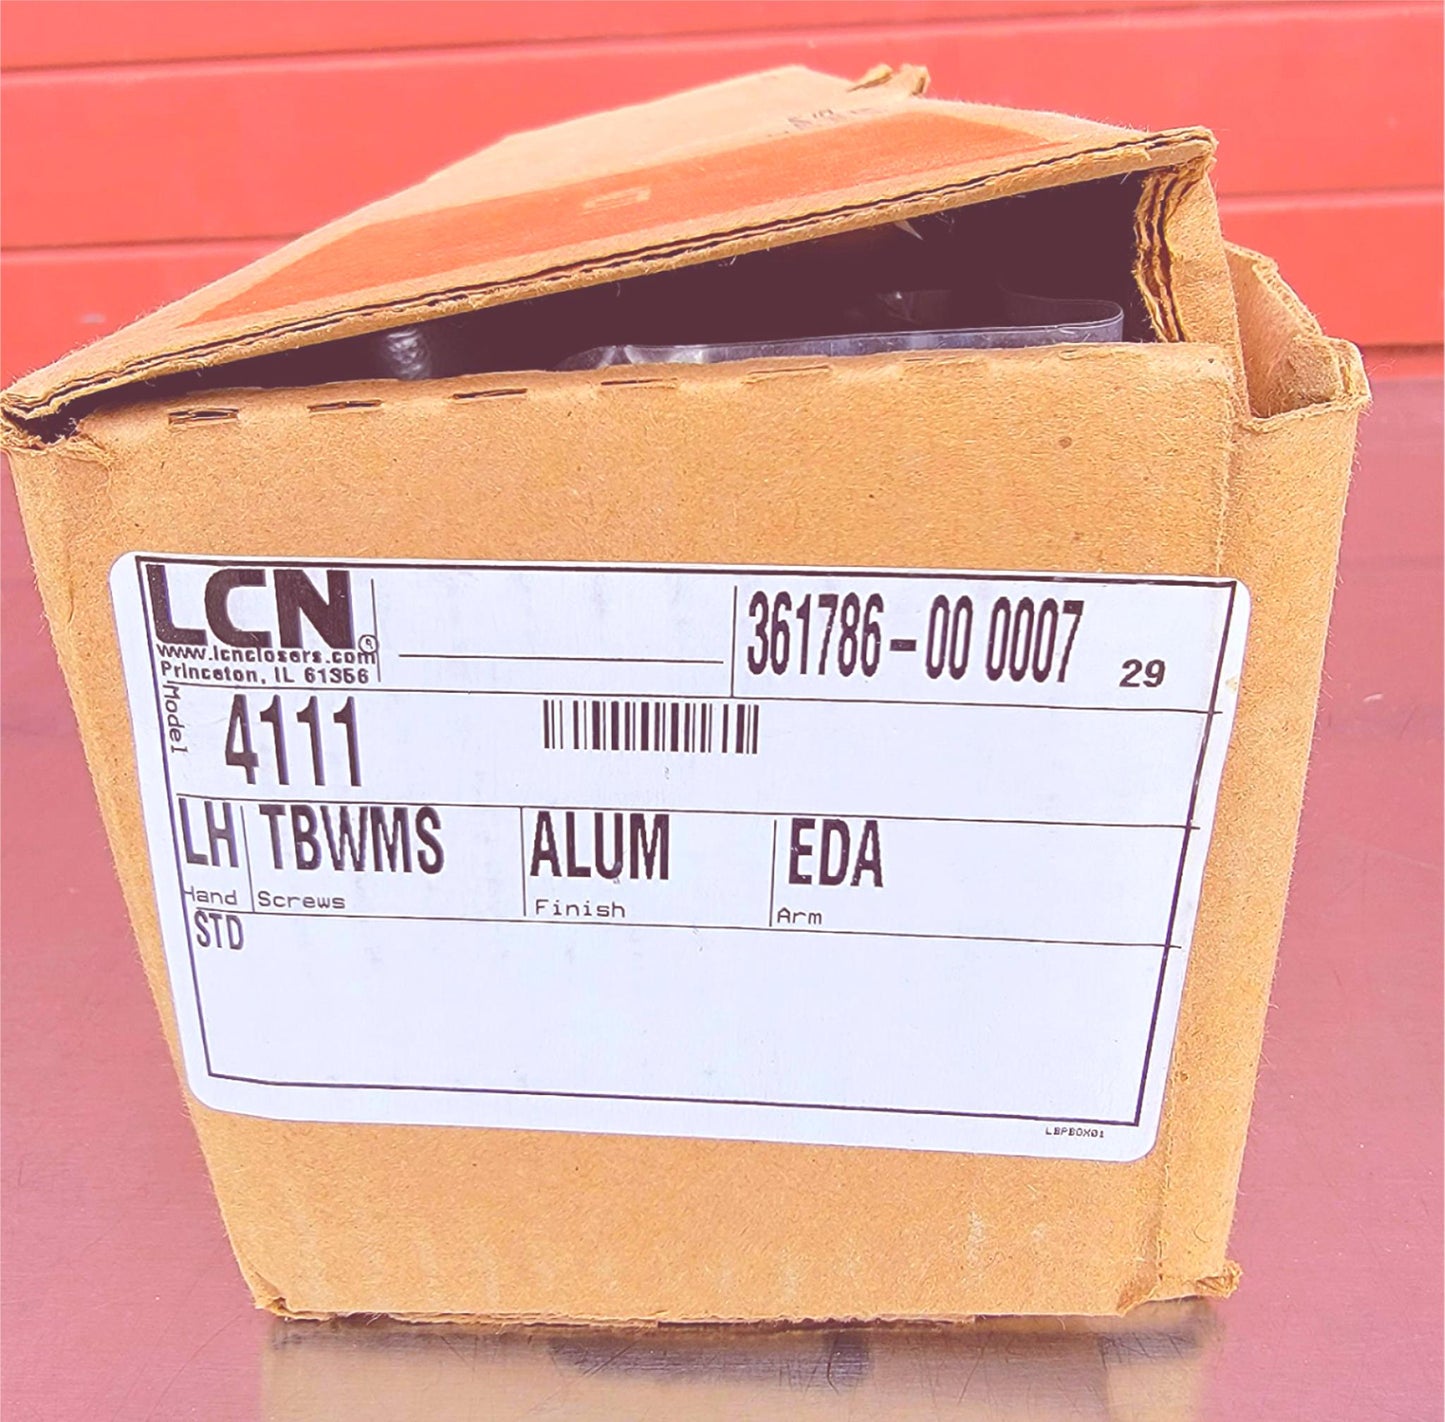 LCN®
www.lcnclosers.com
Princeton, IL 61356
361786-00 0007 29
Model
4111
LH TBWMS ALUM EDA
Hand Screws Finish Arm
STD
LBPBOX01